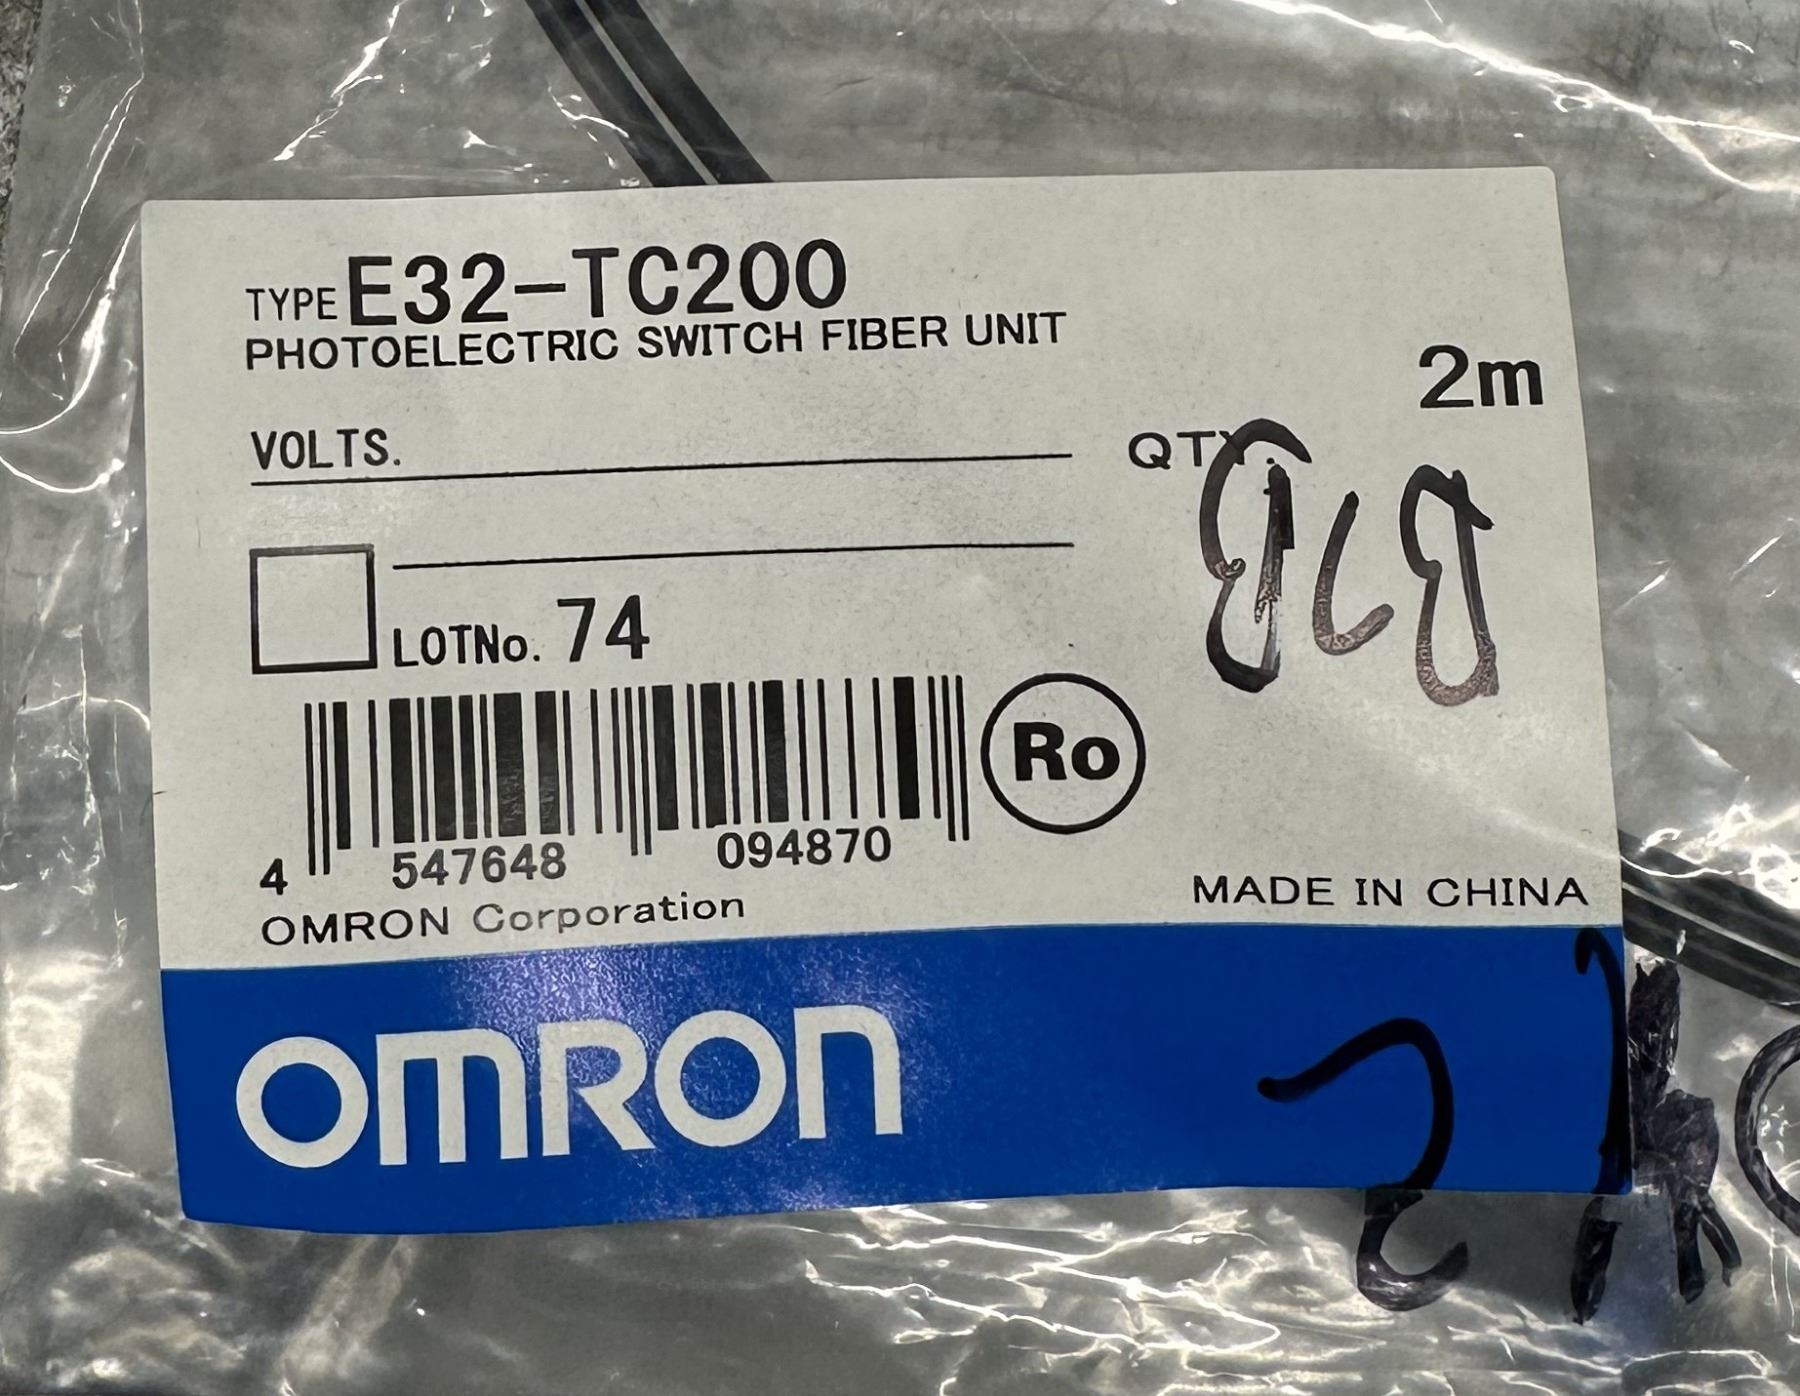 TYPE E32-TC200
PHOTOELECTRIC SWITCH FIBER UNIT
2m
VOLTS.
QTY.
LOTNo. 74
Ro
4 547648 094870
OMRON Corporation
MADE IN CHINA
OMRON